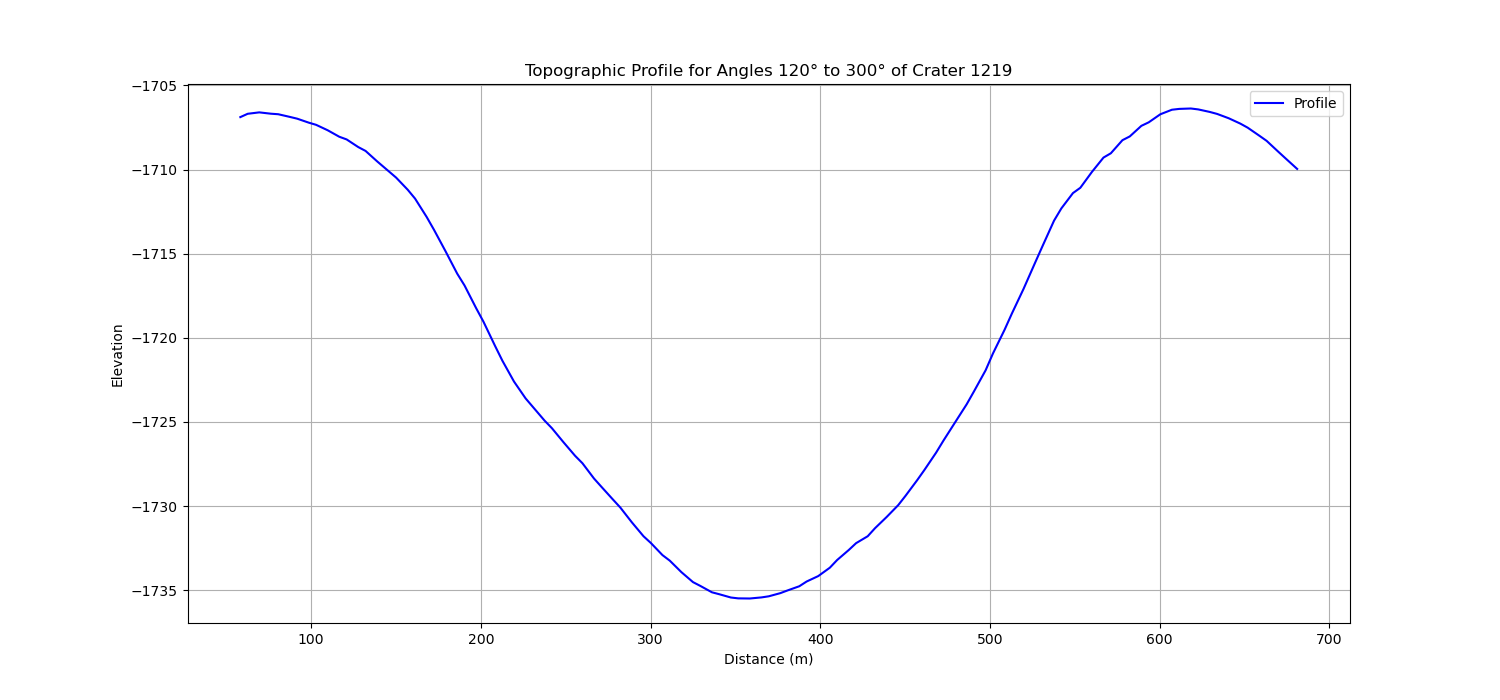 Topographic Profile for Angles 120° to 300° of Crater 1219
Profile
−1705
−1710
−1715
−1720
−1725
−1730
−1735
Elevation
100 200 300 400 500 600 700
Distance (m)